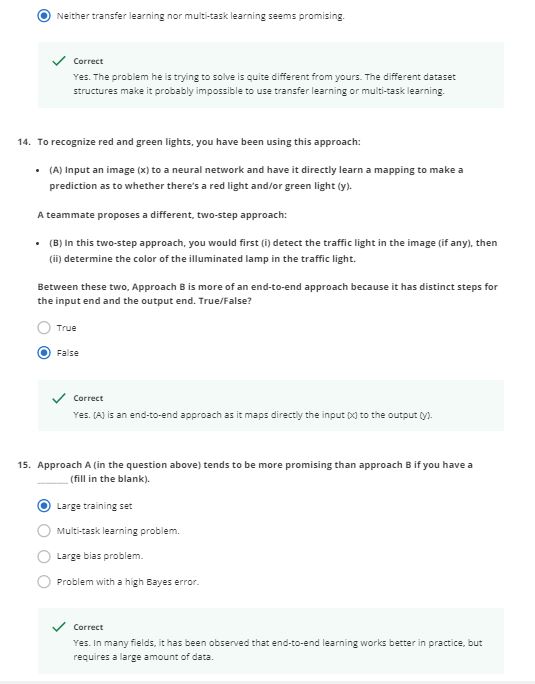 Neither transfer learning nor multi-task learning seems promising.
Correct
Yes. The problem he is trying to solve is quite different from yours. The different dataset
structures make it probably impossible to use transfer learning or multi-task learning.
14. To recognize red and green lights, you have been using this approach:
• (A) Input an image (x) to a neural network and have it directly learn a mapping to make a
prediction as to whether there's a red light and/or green light (y).
A teammate proposes a different, two-step approach:
• (B) In this two-step approach, you would first (i) detect the traffic light in the image (if any), then
(ii) determine the color of the illuminated lamp in the traffic light.
Between these two, Approach B is more of an end-to-end approach because it has distinct steps for
the input end and the output end. True/False?
True
False
Correct
Yes. (A) is an end-to-end approach as it maps directly the input (x) to the output (y).
15. Approach A (in the question above) tends to be more promising than approach B if you have a
______ (fill in the blank).
Large training set
Multi-task learning problem.
Large bias problem.
Problem with a high Bayes error.
Correct
Yes. In many fields, it has been observed that end-to-end learning works better in practice, but
requires a large amount of data.